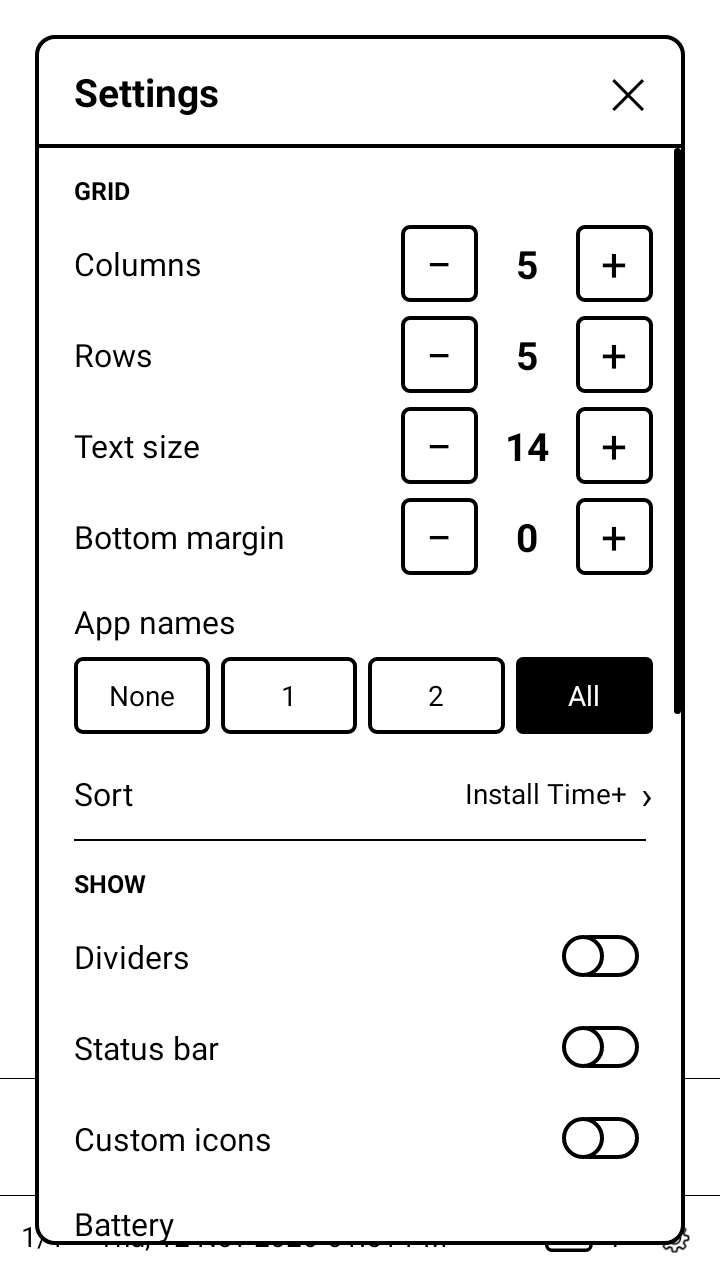 Settings
GRID
Columns − 5 +
Rows − 5 +
Text size − 14 +
Bottom margin − 0 +
App names
None 1 2 All
Sort Install Time+ ›
SHOW
Dividers
Status bar
Custom icons
Battery